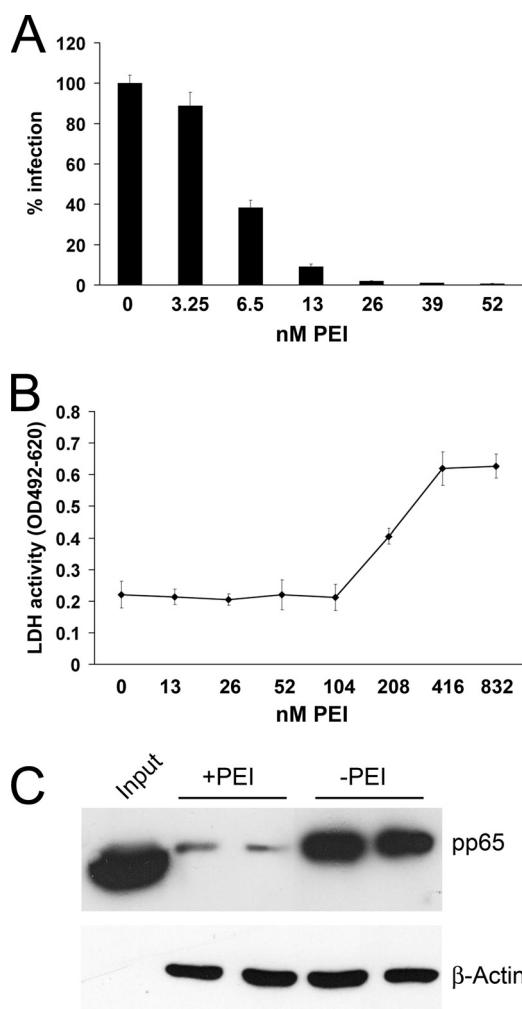 A
120
100
80
60
40
20
0
% infection
0 3.25 6.5 13 26 39 52
nM PEI
B
0.8
0.7
0.6
0.5
0.4
0.3
0.2
0.1
0
LDH activity (OD492-620)
0 13 26 52 104 208 416 832
nM PEI
C
Input +PEI -PEI
pp65
β-Actin